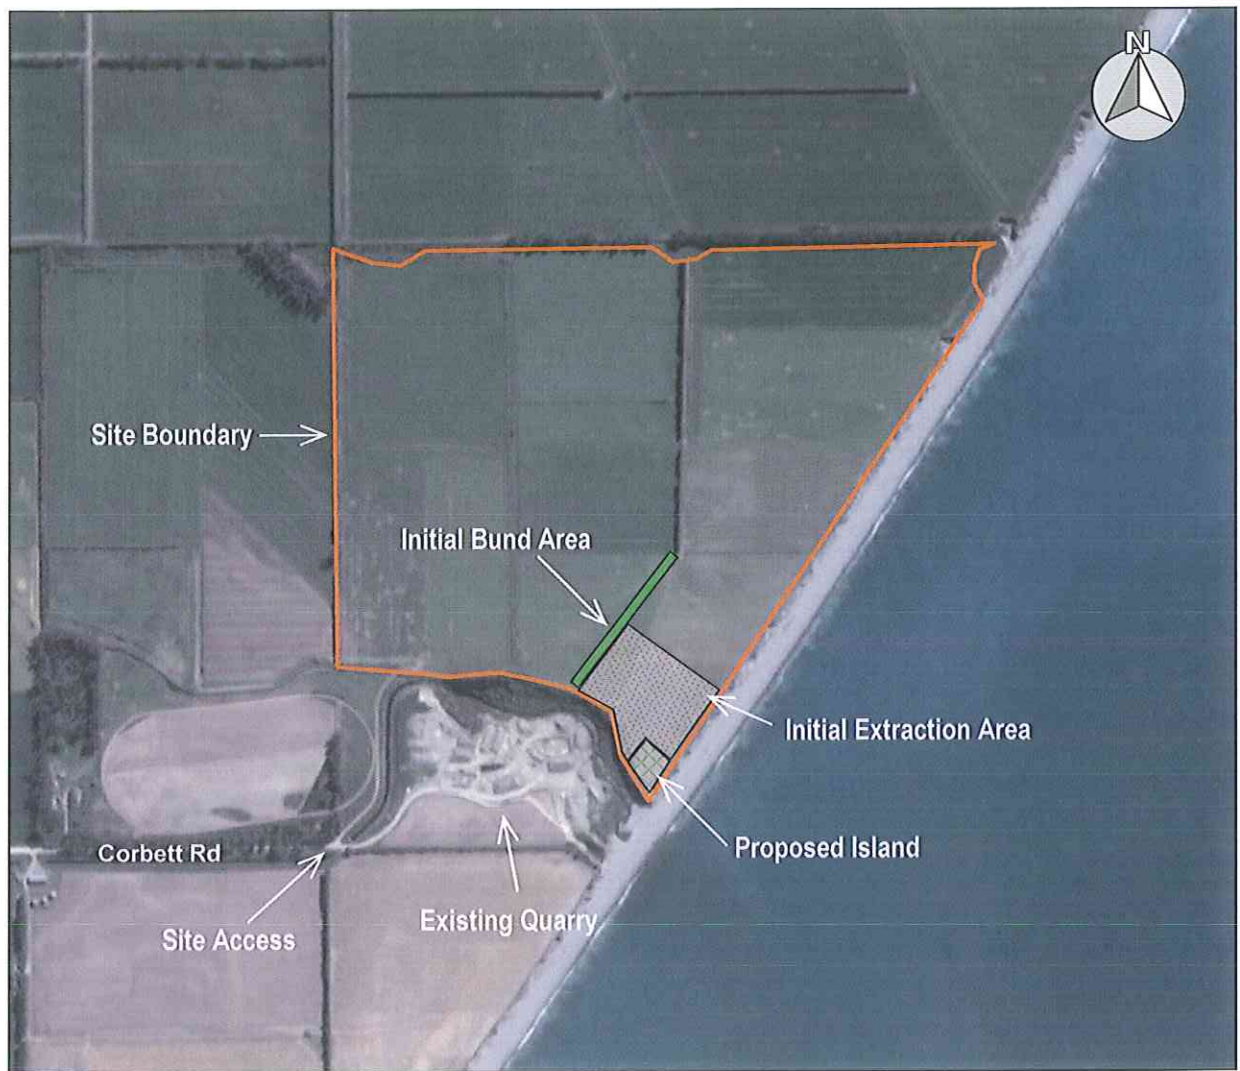 N
Site Boundary
Initial Bund Area
Initial Extraction Area
Proposed Island
Corbett Rd
Existing Quarry
Site Access